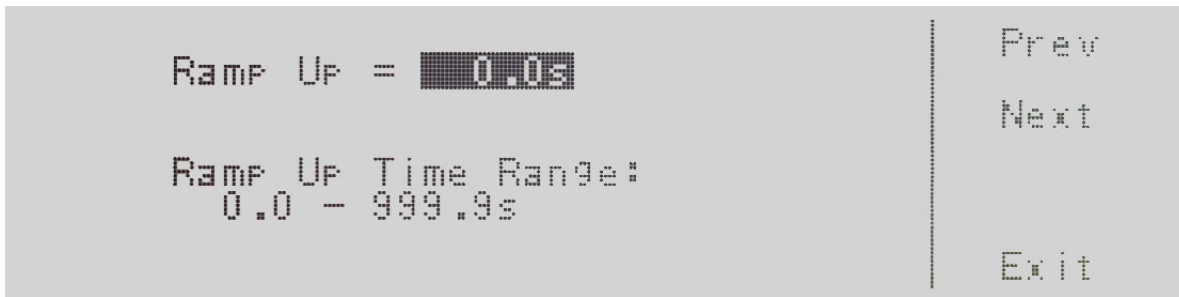 Ramp Up = 0.0s
Ramp Up Time Range:
0.0 - 999.9s
Prev
Next
Exit